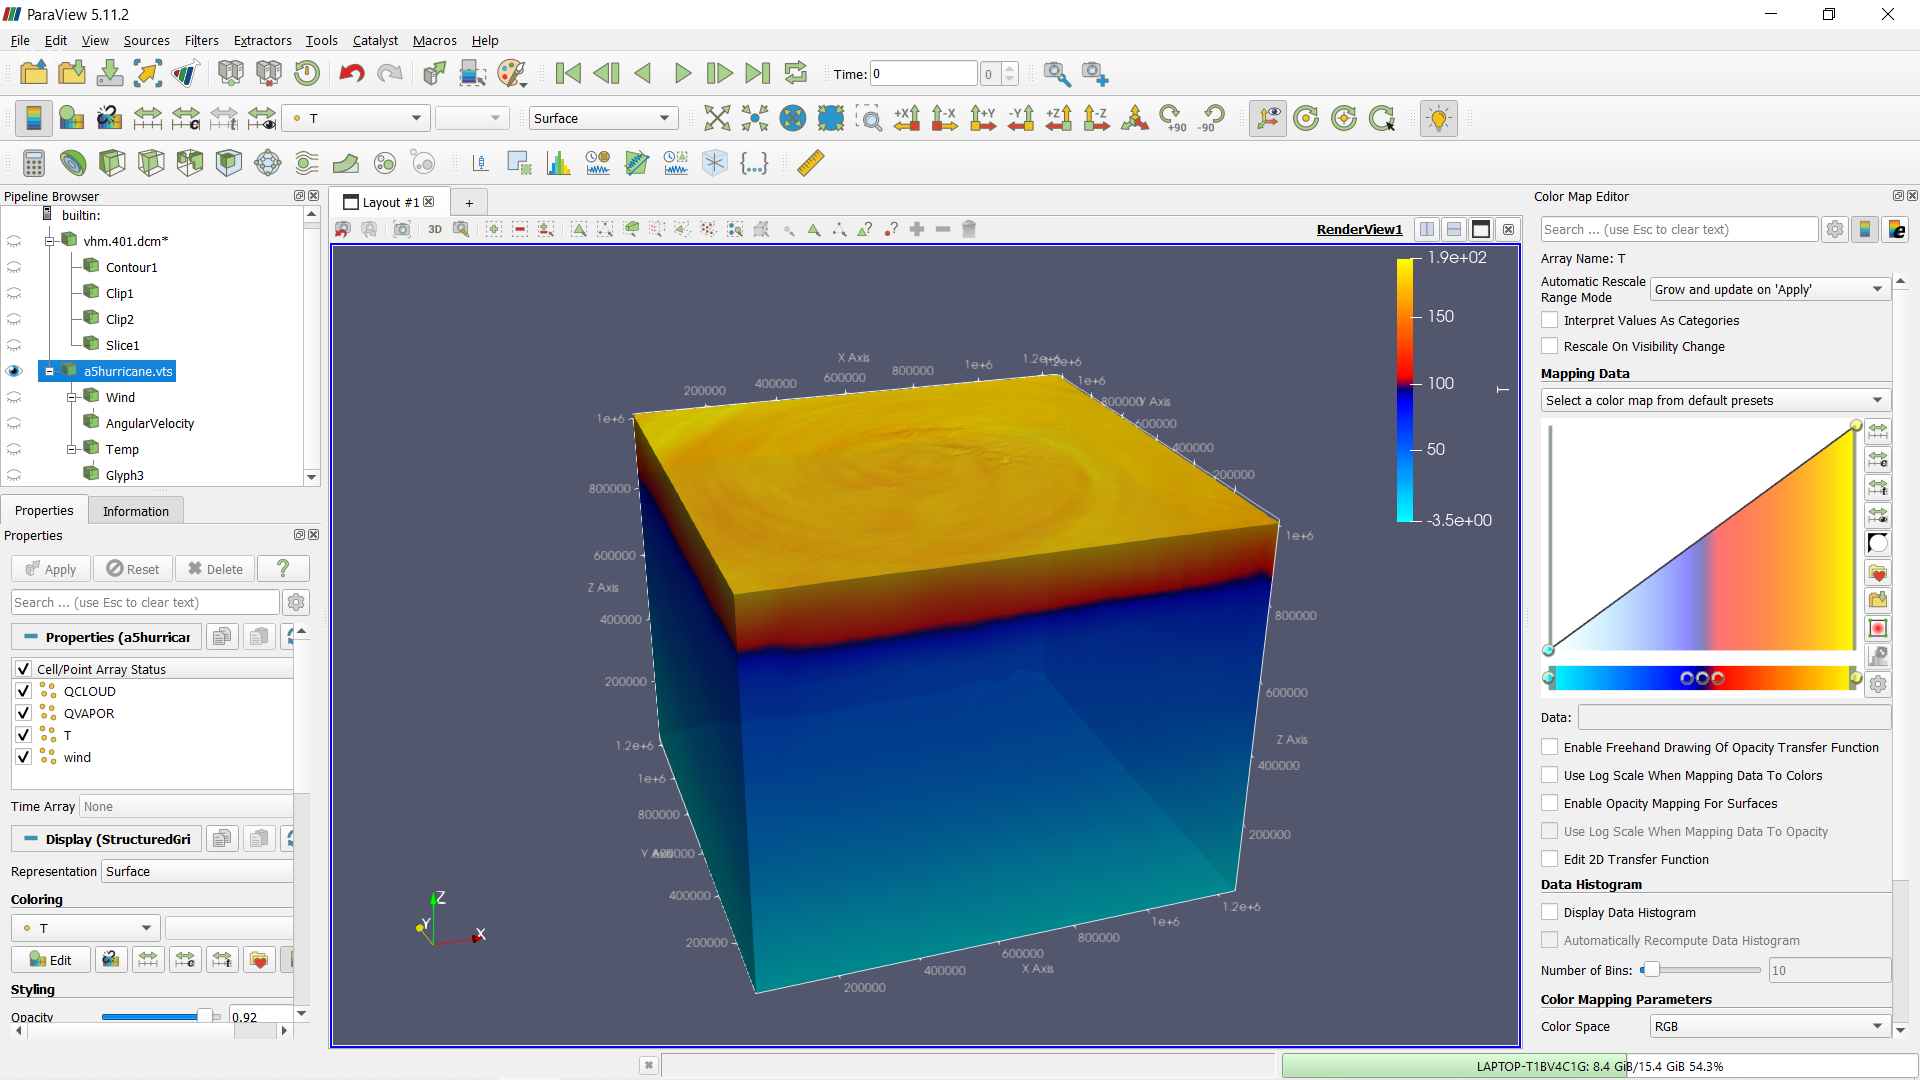 ParaView 5.11.2
File Edit View Sources Filters Extractors Tools Catalyst Macros Help
Time: 0 0
T Surface +X -X +Y -Y +Z -Z +90 -90
Pipeline Browser
builtin:
vhm.401.dcm*
Contour1
Clip1
Clip2
Slice1
a5hurricane.vts
Wind
AngularVelocity
Temp
Glyph3
Properties Information
Properties
Apply Reset Delete ?
Search ... (use Esc to clear text)
Properties (a5hurricar
Cell/Point Array Status
QCLOUD
QVAPOR
T
wind
Time Array None
Display (StructuredGri
Representation Surface
Coloring
T
Edit
Styling
Opacity 0.92
Layout #1 +
3D RenderView1
1.9e+02
150
100
50
-3.5e+00
T
X Axis
200000
400000
600000
800000
1e+6
1.2e+6
1.2e+6
1e+6
800000
Y Axis
600000
400000
200000
1e+6
800000
600000
Z Axis
400000
200000
1.2e+6
1e+6
800000
Y Axis
600000
400000
200000
1e+6
800000
600000
Z Axis
400000
200000
1.2e+6
1e+6
800000
600000
X Axis
400000
200000
Z
Y
X
Color Map Editor
Search ... (use Esc to clear text)
Array Name: T
Automatic Rescale
Range Mode
Grow and update on 'Apply'
Interpret Values As Categories
Rescale On Visibility Change
Mapping Data
Select a color map from default presets
Data:
Enable Freehand Drawing Of Opacity Transfer Function
Use Log Scale When Mapping Data To Colors
Enable Opacity Mapping For Surfaces
Use Log Scale When Mapping Data To Opacity
Edit 2D Transfer Function
Data Histogram
Display Data Histogram
Automatically Recompute Data Histogram
Number of Bins: 10
Color Mapping Parameters
Color Space RGB
LAPTOP-T1BV4C1G: 8.4 GiB/15.4 GiB 54.3%